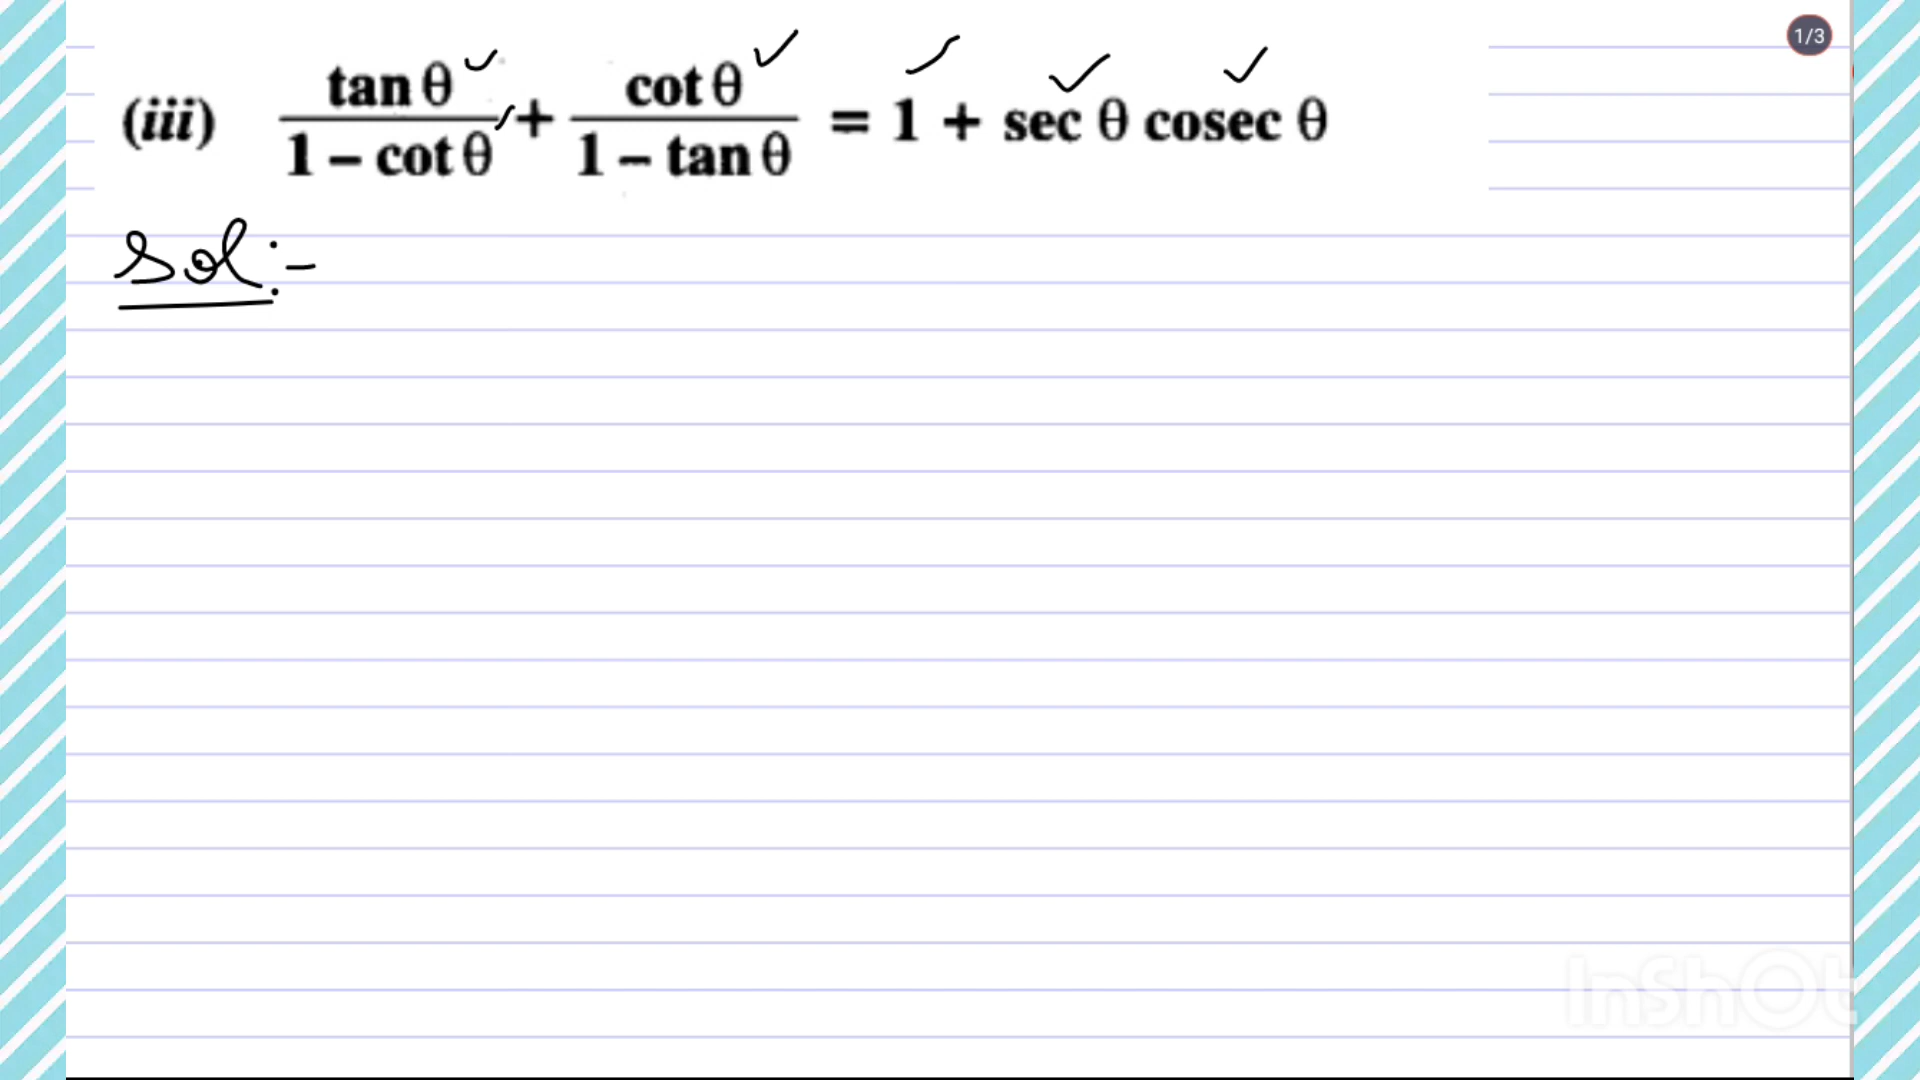 1/3
(iii) tan θ / (1 – cot θ) + cot θ / (1 – tan θ) = 1 + sec θ cosec θ
Sol:-
InShot